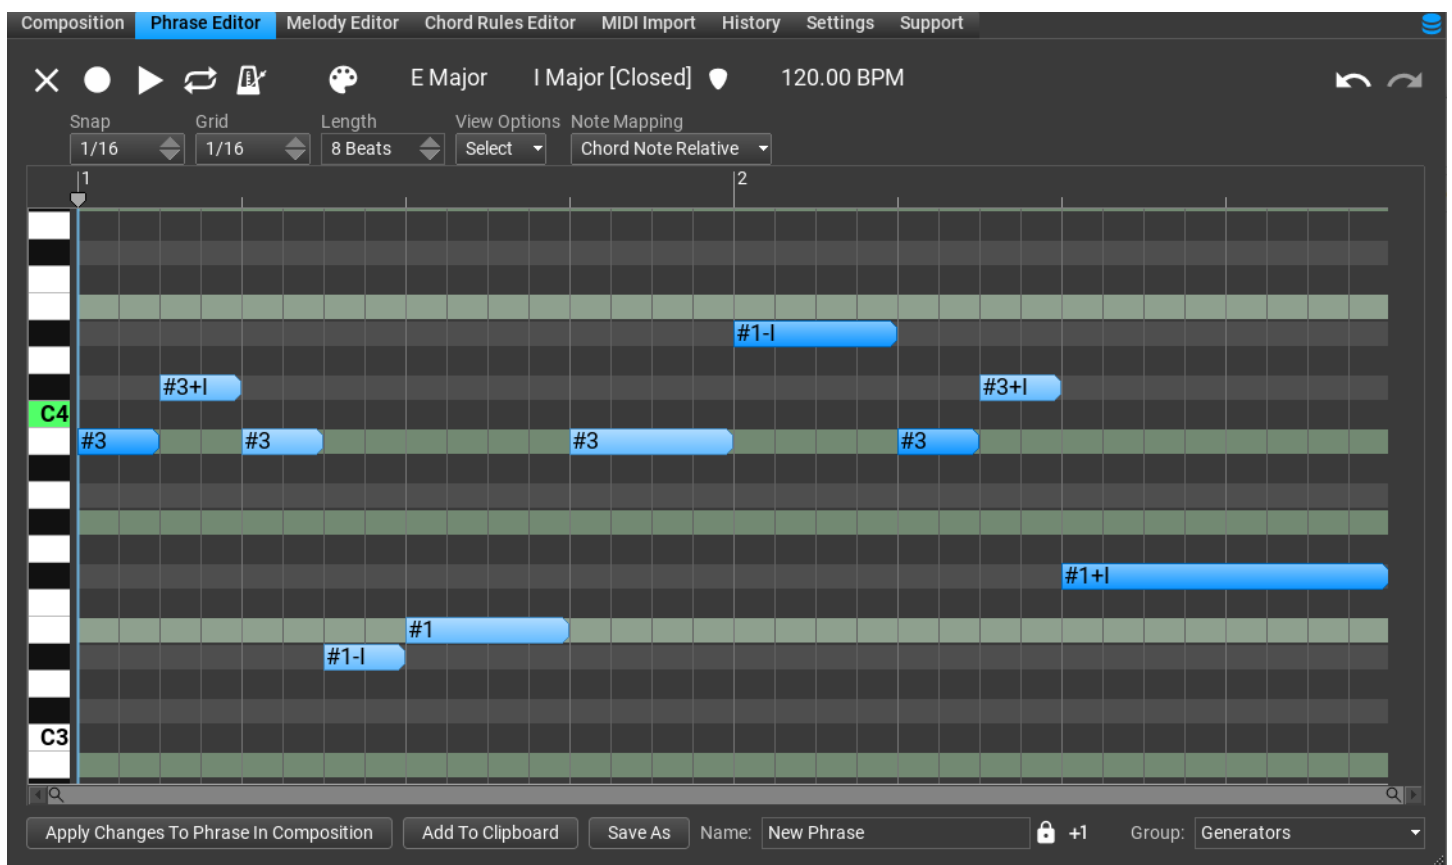 Composition Phrase Editor Melody Editor Chord Rules Editor MIDI Import History Settings Support
E Major I Major [Closed] 120.00 BPM
Snap Grid Length View Options Note Mapping
1/16 1/16 8 Beats Select Chord Note Relative
1 2
#1-I
#3+I #3+I
C4
#3 #3 #3 #3
#1+I
#1
#1-I
C3
Apply Changes To Phrase In Composition Add To Clipboard Save As Name: New Phrase +1 Group: Generators